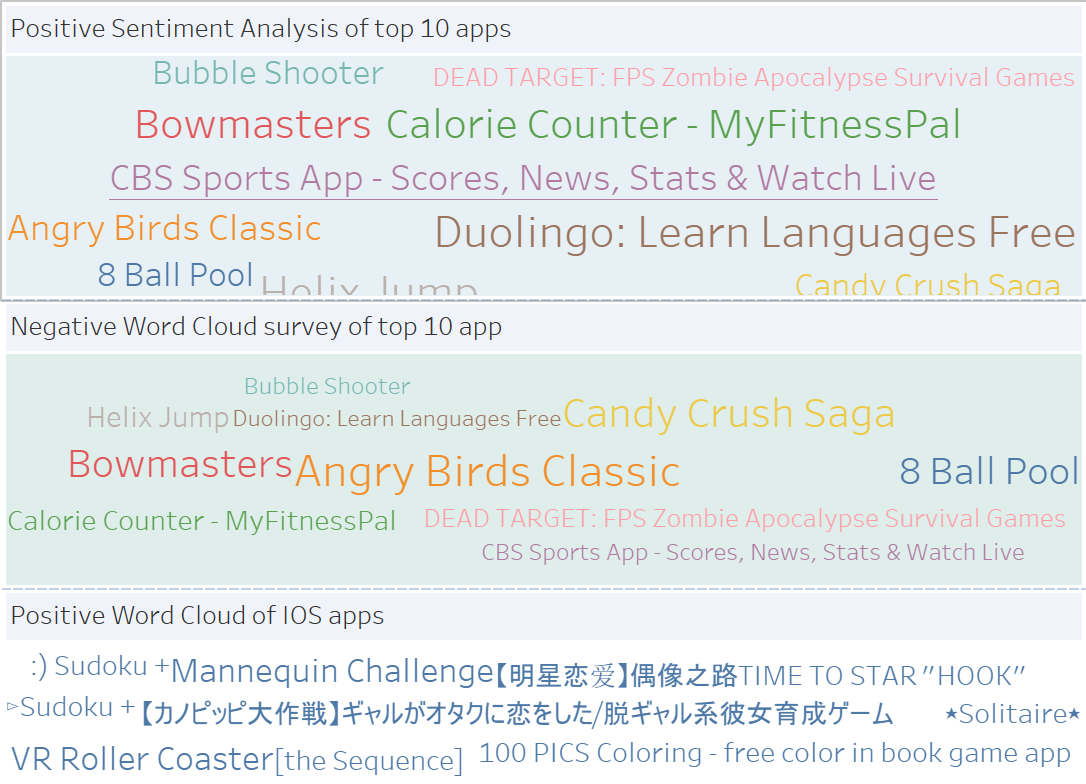 Positive Sentiment Analysis of top 10 apps
Bubble Shooter DEAD TARGET: FPS Zombie Apocalypse Survival Games
Bowmasters Calorie Counter - MyFitnessPal
CBS Sports App - Scores, News, Stats & Watch Live
Angry Birds Classic Duolingo: Learn Languages Free
8 Ball Pool Helix Jump Candy Crush Saga
Negative Word Cloud survey of top 10 app
Bubble Shooter
Helix Jump Duolingo: Learn Languages Free Candy Crush Saga
Bowmasters Angry Birds Classic 8 Ball Pool
Calorie Counter - MyFitnessPal DEAD TARGET: FPS Zombie Apocalypse Survival Games
CBS Sports App - Scores, News, Stats & Watch Live
Positive Word Cloud of IOS apps
:) Sudoku + Mannequin Challenge 【明星恋爱】偶像之路TIME TO STAR "HOOK"
▻Sudoku + 【カノピッピ大作戦】ギャルがオタクに恋をした/脱ギャル系彼女育成ゲーム ★Solitaire★
VR Roller Coaster [the Sequence] 100 PICS Coloring - free color in book game app